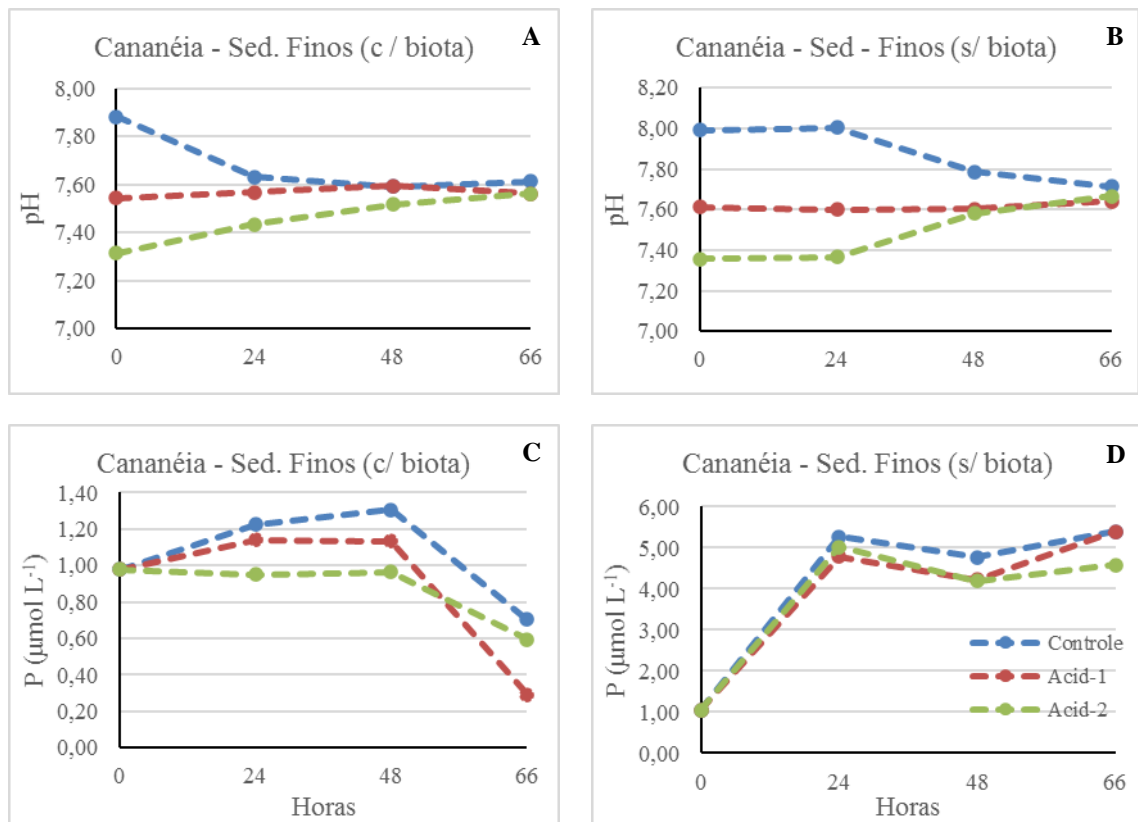 Cananéia - Sed. Finos (c / biota)
A
8,00
7,80
7,60
7,40
7,20
7,00
pH
0 24 48 66
Cananéia - Sed - Finos (s/ biota)
B
8,20
8,00
7,80
7,60
7,40
7,20
7,00
pH
0 24 48 66
Cananéia - Sed. Finos (c/ biota)
C
1,40
1,20
1,00
0,80
0,60
0,40
0,20
0,00
P (µmol L⁻¹)
0 24 48 66
Horas
Cananéia - Sed. Finos (s/ biota)
D
6,00
5,00
4,00
3,00
2,00
1,00
0,00
P (µmol L⁻¹)
Controle
Acid-1
Acid-2
0 24 48 66
Horas